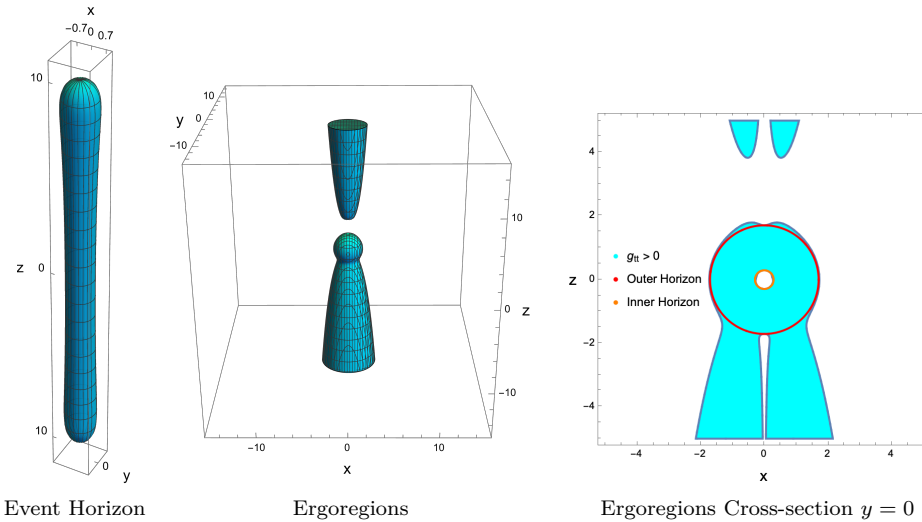 x
−0.7 0 0.7
10
z
0
10
0
y
Event Horizon
y
10
0
−10
10
0
z
−10
−10
0
10
x
Ergoregions
4
2
z
0
−2
−4
g_tt > 0
Outer Horizon
Inner Horizon
−4
−2
0
2
4
x
Ergoregions Cross-section y = 0